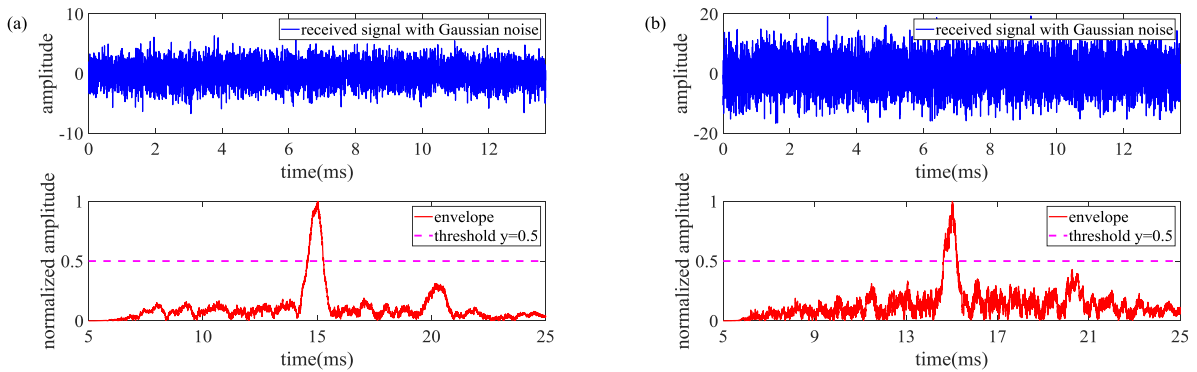 (a)
amplitude
10
0
-10
received signal with Gaussian noise
0 2 4 6 8 10 12
time(ms)
normalized amplitude
1
0.5
0
envelope
threshold y=0.5
5 10 15 20 25
time(ms)
(b)
amplitude
20
0
-20
received signal with Gaussian noise
0 2 4 6 8 10 12
time(ms)
normalized amplitude
1
0.5
0
envelope
threshold y=0.5
5 9 13 17 21 25
time(ms)